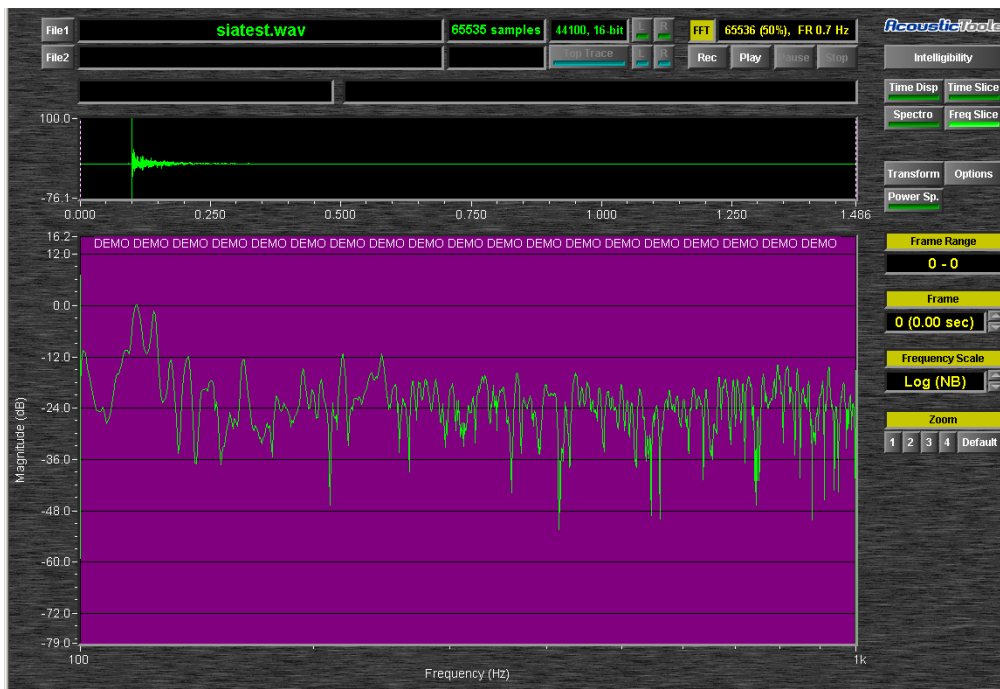 File1 siatest.wav 65535 samples 44100, 16-bit L R FFT 65536 (50%), FR 0.7 Hz AcousticTools
File2 Top Trace L R Rec Play Pause Stop Intelligibility
Time Disp Time Slice
Spectro Freq Slice
100.0
-76.1
0.000 0.250 0.500 0.750 1.000 1.250 1.486
Transform Options
Power Sp.
16.2
DEMO DEMO DEMO DEMO DEMO DEMO DEMO DEMO DEMO DEMO DEMO DEMO DEMO DEMO DEMO DEMO DEMO DEMO DEMO
12.0
0.0
-12.0
-24.0
-36.0
-48.0
-60.0
-72.0
-79.0
Magnitude (dB)
100 1k
Frequency (Hz)
Frame Range
0 - 0
Frame
0 (0.00 sec)
Frequency Scale
Log (NB)
Zoom
1 2 3 4 Default